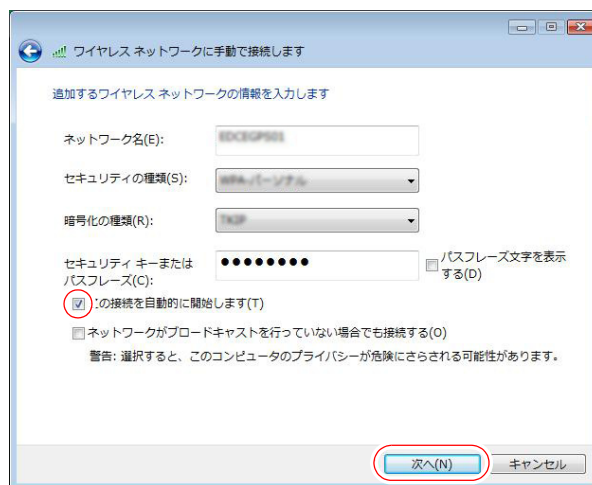 ワイヤレス ネットワークに手動で接続します
追加するワイヤレス ネットワークの情報を入力します
ネットワーク名(E):
セキュリティの種類(S):
暗号化の種類(R):
セキュリティ キーまたは
パスフレーズ(C):
●●●●●●●●
パスフレーズ文字を表示
する(D)
この接続を自動的に開始します(T)
ネットワークがブロードキャストを行っていない場合でも接続する(O)
警告: 選択すると、このコンピュータのプライバシーが危険にさらされる可能性があります。
次へ(N)
キャンセル